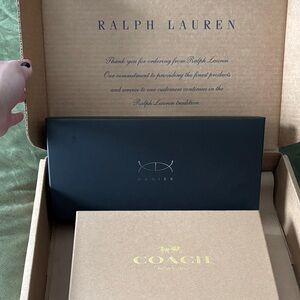 RALPH LAUREN
Thank you for ordering from Ralph Lauren
Our commitment to providing the finest products
and service to our customers continues in the
Ralph Lauren tradition
DANIER
COACH